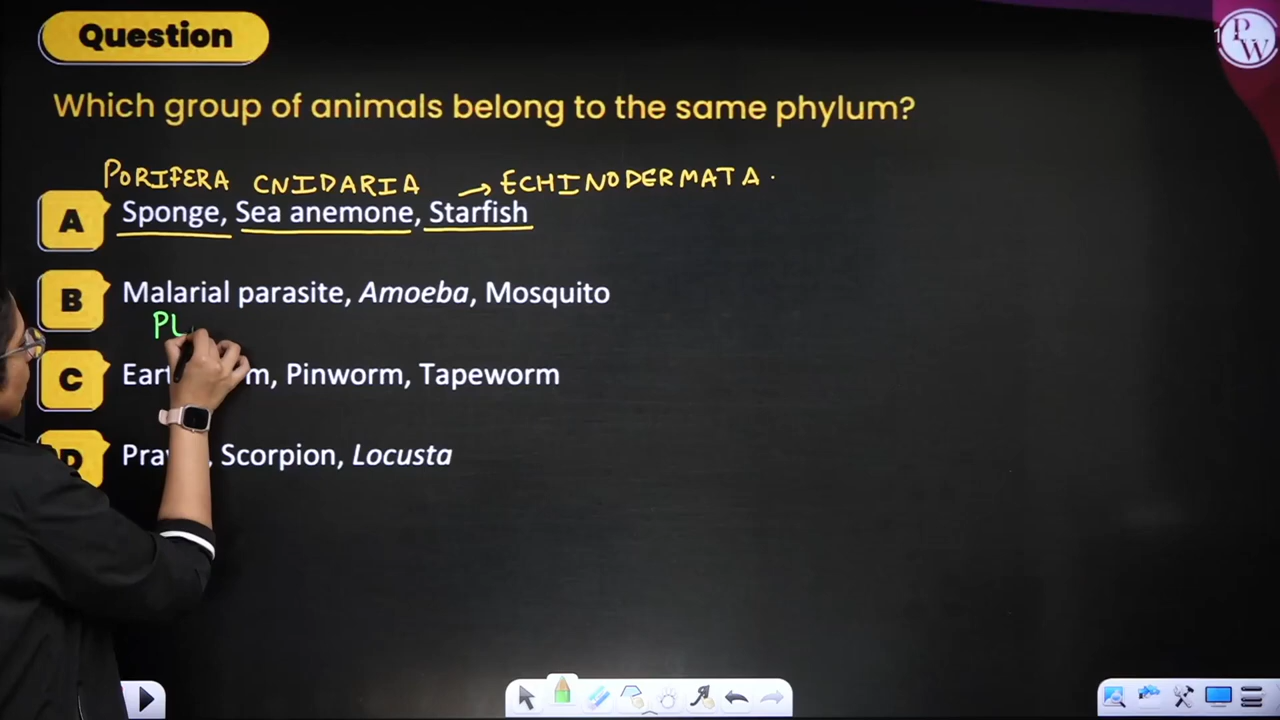 Question
PW
Which group of animals belong to the same phylum?
PORIFERA CNIDARIA → ECHINODERMATA.
A Sponge, Sea anemone, Starfish
B Malarial parasite, Amoeba, Mosquito
PL
C Pinworm, Tapeworm
D Scorpion, Locusta